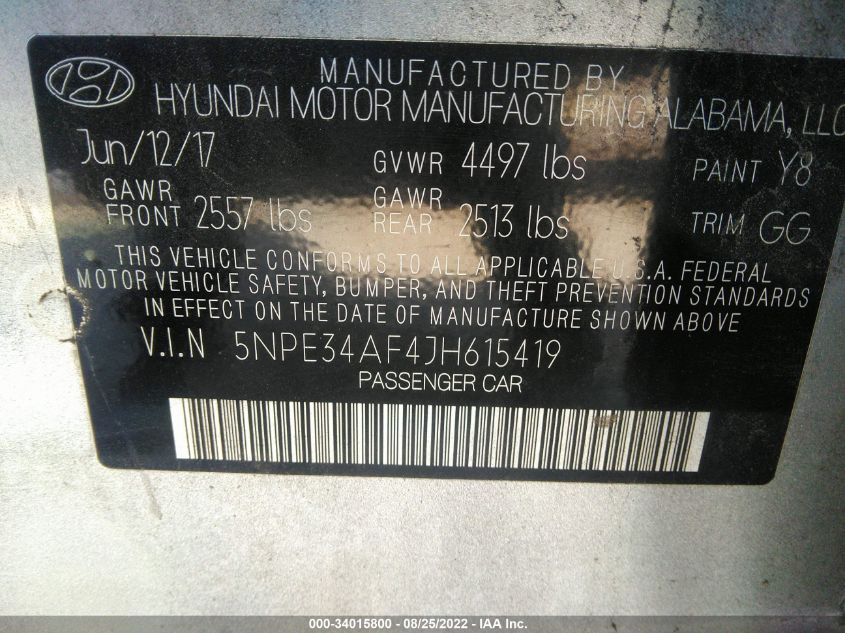 MANUFACTURED BY
HYUNDAI MOTOR MANUFACTURING ALABAMA, LLC
Jun/12/17 GVWR 4497 lbs PAINT Y8
GAWR FRONT 2557 lbs GAWR REAR 2513 lbs TRIM GG
THIS VEHICLE CONFORMS TO ALL APPLICABLE U.S.A. FEDERAL
MOTOR VEHICLE SAFETY, BUMPER, AND THEFT PREVENTION STANDARDS
IN EFFECT ON THE DATE OF MANUFACTURE SHOWN ABOVE
V.I.N 5NPE34AF4JH615419
PASSENGER CAR
000-34015800 - 08/25/2022 - IAA Inc.